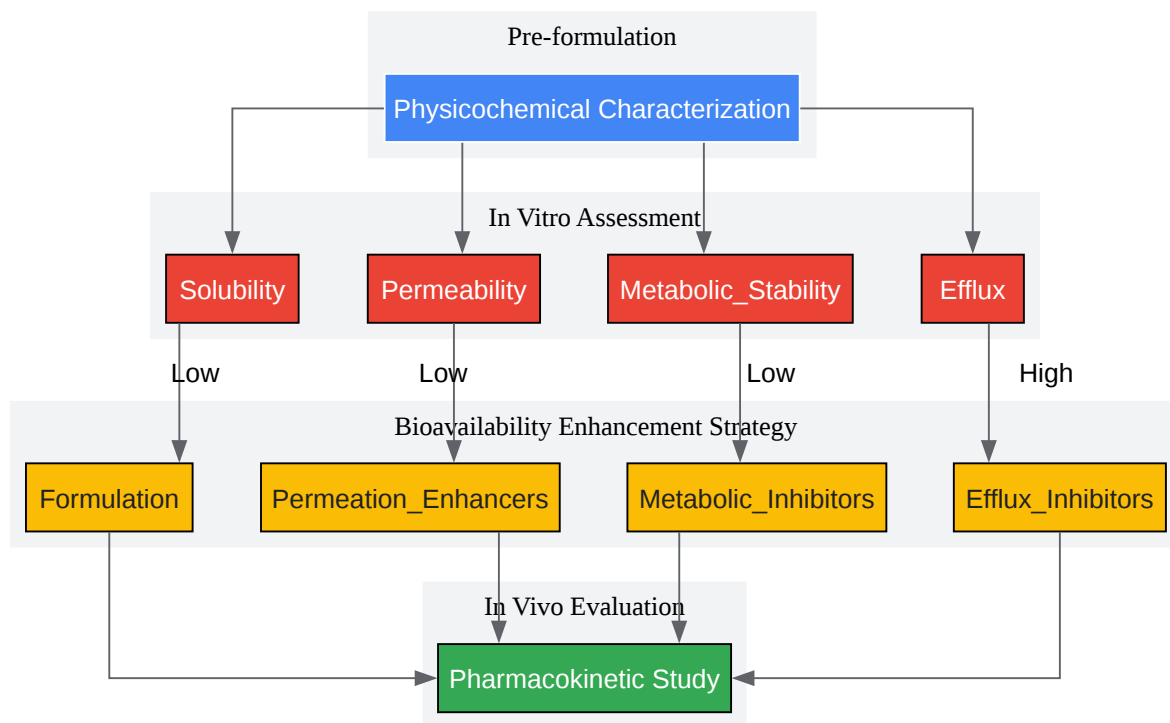 Pre-formulation
Physicochemical Characterization
In Vitro Assessment
Solubility
Permeability
Metabolic_Stability
Efflux
Low
Low
Low
High
Bioavailability Enhancement Strategy
Formulation
Permeation_Enhancers
Metabolic_Inhibitors
Efflux_Inhibitors
In Vivo Evaluation
Pharmacokinetic Study